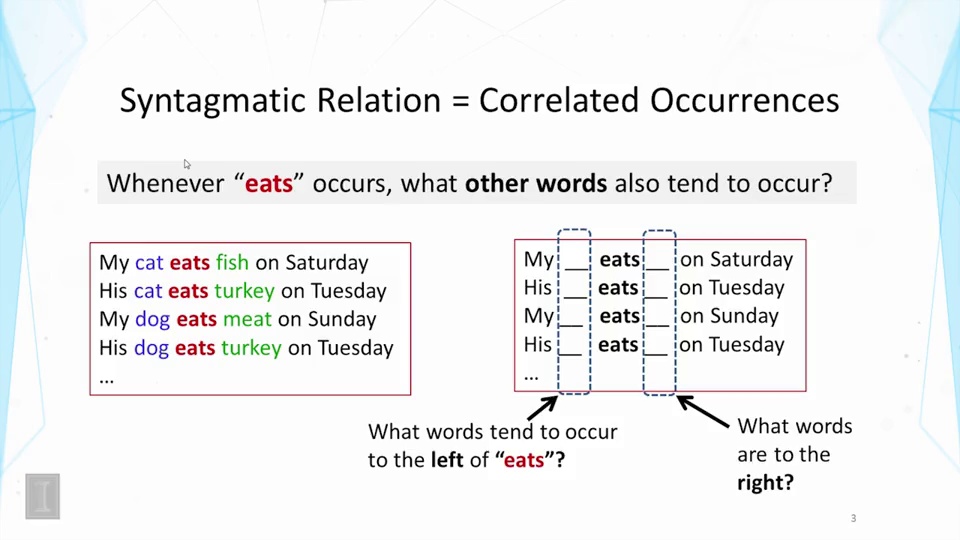 Syntagmatic Relation = Correlated Occurrences
Whenever “eats” occurs, what other words also tend to occur?
My cat eats fish on Saturday
His cat eats turkey on Tuesday
My dog eats meat on Sunday
His dog eats turkey on Tuesday
...
My __ eats __ on Saturday
His __ eats __ on Tuesday
My __ eats __ on Sunday
His __ eats __ on Tuesday
...
What words tend to occur
to the left of “eats”?
What words
are to the
right?
I
3